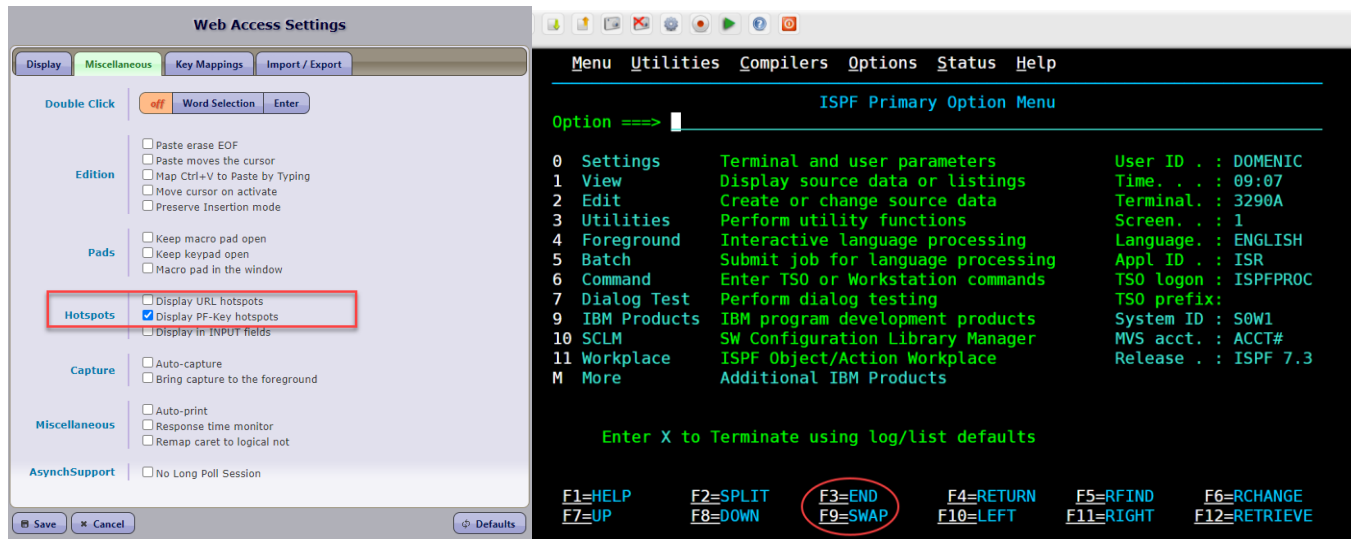 Web Access Settings
Display Miscellaneous Key Mappings Import / Export
Double Click off Word Selection Enter
Edition
Paste erase EOF
Paste moves the cursor
Map Ctrl+V to Paste by Typing
Move cursor on activate
Preserve Insertion mode
Pads
Keep macro pad open
Keep keypad open
Macro pad in the window
Hotspots
Display URL hotspots
Display PF-Key hotspots
Display in INPUT fields
Capture
Auto-capture
Bring capture to the foreground
Miscellaneous
Auto-print
Response time monitor
Remap caret to logical not
AsynchSupport No Long Poll Session
Save Cancel Defaults
Menu Utilities Compilers Options Status Help
ISPF Primary Option Menu
Option ===>
0 Settings Terminal and user parameters User ID . : DOMENIC
1 View Display source data or listings Time. . . : 09:07
2 Edit Create or change source data Terminal. : 3290A
3 Utilities Perform utility functions Screen. . : 1
4 Foreground Interactive language processing Language. : ENGLISH
5 Batch Submit job for language processing Appl ID . : ISR
6 Command Enter TSO or Workstation commands TSO logon : ISPFPROC
7 Dialog Test Perform dialog testing TSO prefix:
9 IBM Products IBM program development products System ID : S0W1
10 SCLM SW Configuration Library Manager MVS acct. : ACCT#
11 Workplace ISPF Object/Action Workplace Release . : ISPF 7.3
M More Additional IBM Products
Enter X to Terminate using log/list defaults
F1=HELP F2=SPLIT F3=END F4=RETURN F5=RFIND F6=RCHANGE
F7=UP F8=DOWN F9=SWAP F10=LEFT F11=RIGHT F12=RETRIEVE